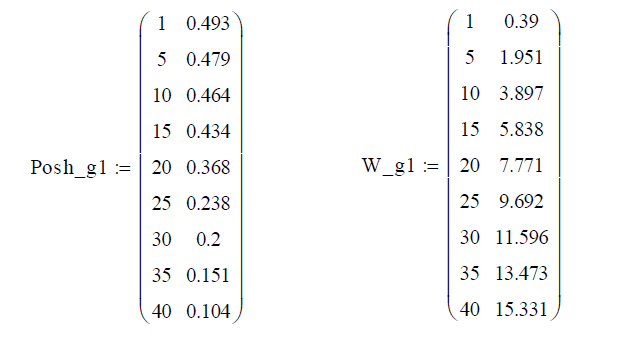 1 0.493 1 0.39
5 0.479 5 1.951
10 0.464 10 3.897
15 0.434 15 5.838
Posh_g1 := 20 0.368 W_g1 := 20 7.771
25 0.238 25 9.692
30 0.2 30 11.596
35 0.151 35 13.473
40 0.104 40 15.331